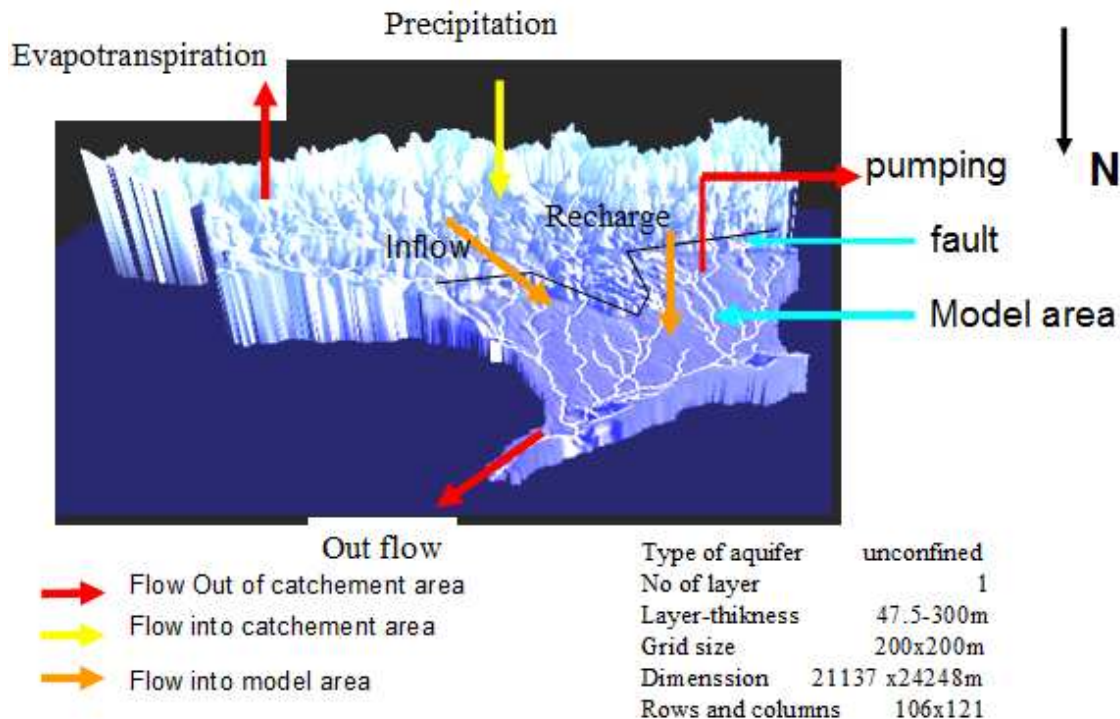 Precipitation
Evapotranspiration
pumping
N
Recharge
Inflow
fault
Model area
Out flow
Flow Out of catchement area
Flow into catchement area
Flow into model area
Type of aquifer unconfined
No of layer 1
Layer-thikness 47.5-300m
Grid size 200x200m
Dimenssion 21137 x24248m
Rows and columns 106x121